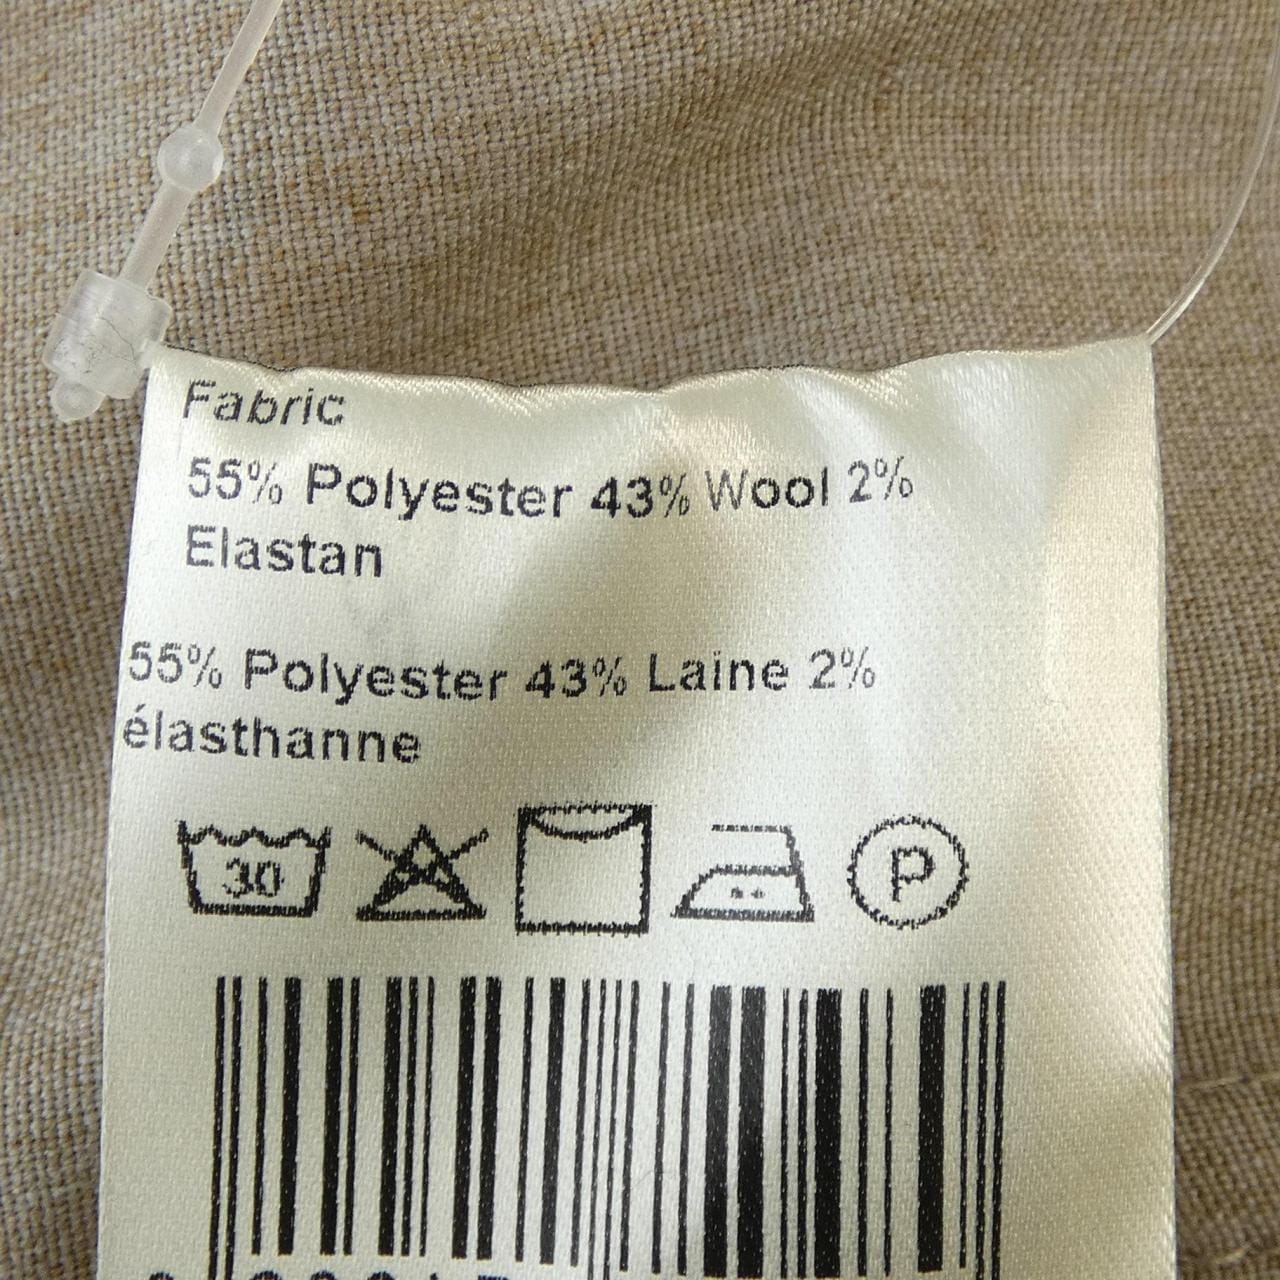 Fabric
55% Polyester 43% Wool 2%
Elastan
55% Polyester 43% Laine 2%
élasthanne
30
P